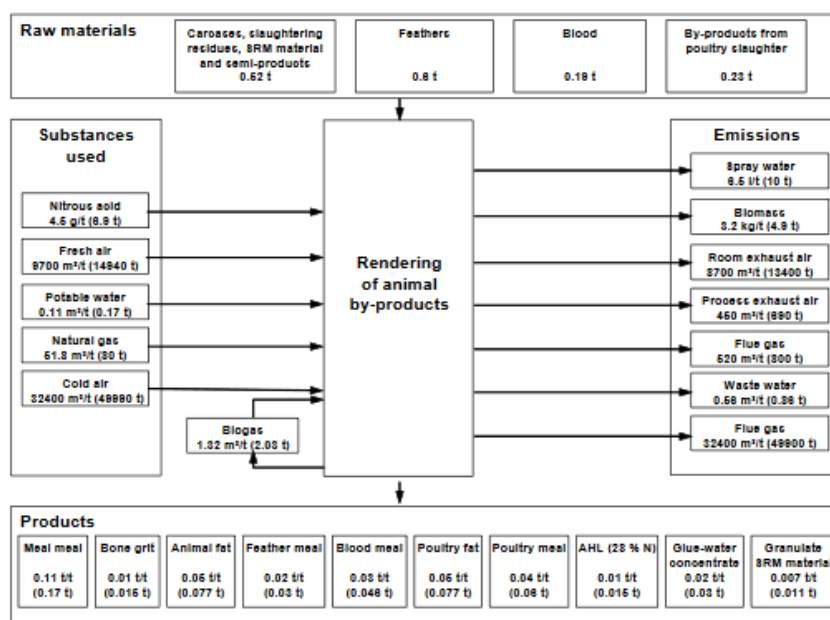 Raw materials
Carcases, slaughtering
residues, SRM material
and semi-products
0.52 t
Feathers
0.6 t
Blood
0.19 t
By-products from
poultry slaughter
0.23 t
Substances
used
Nitrous acid
4.5 g/t (6.9 t)
Fresh air
9700 m³/t (14940 t)
Potable water
0.11 m³/t (0.17 t)
Natural gas
51.8 m³/t (80 t)
Cold air
32400 m³/t (49990 t)
Biogas
1.32 m³/t (2.03 t)
Rendering
of animal
by-products
Emissions
Spray water
6.5 l/t (10 t)
Biomass
3.2 kg/t (4.9 t)
Room exhaust air
8700 m³/t (13400 t)
Process exhaust air
450 m³/t (690 t)
Flue gas
520 m³/t (800 t)
Waste water
0.56 m³/t (0.86 t)
Flue gas
32400 m³/t (49900 t)
Products
Meal meal
0.11 t/t
(0.17 t)
Bone grit
0.01 t/t
(0.015 t)
Animal fat
0.05 t/t
(0.077 t)
Feather meal
0.02 t/t
(0.03 t)
Blood meal
0.03 t/t
(0.046 t)
Poultry fat
0.05 t/t
(0.077 t)
Poultry meal
0.04 t/t
(0.06 t)
AHL (28 % N)
0.01 t/t
(0.015 t)
Glue-water
concentrate
0.02 t/t
(0.03 t)
Granulate
SRM material
0.007 t/t
(0.011 t)